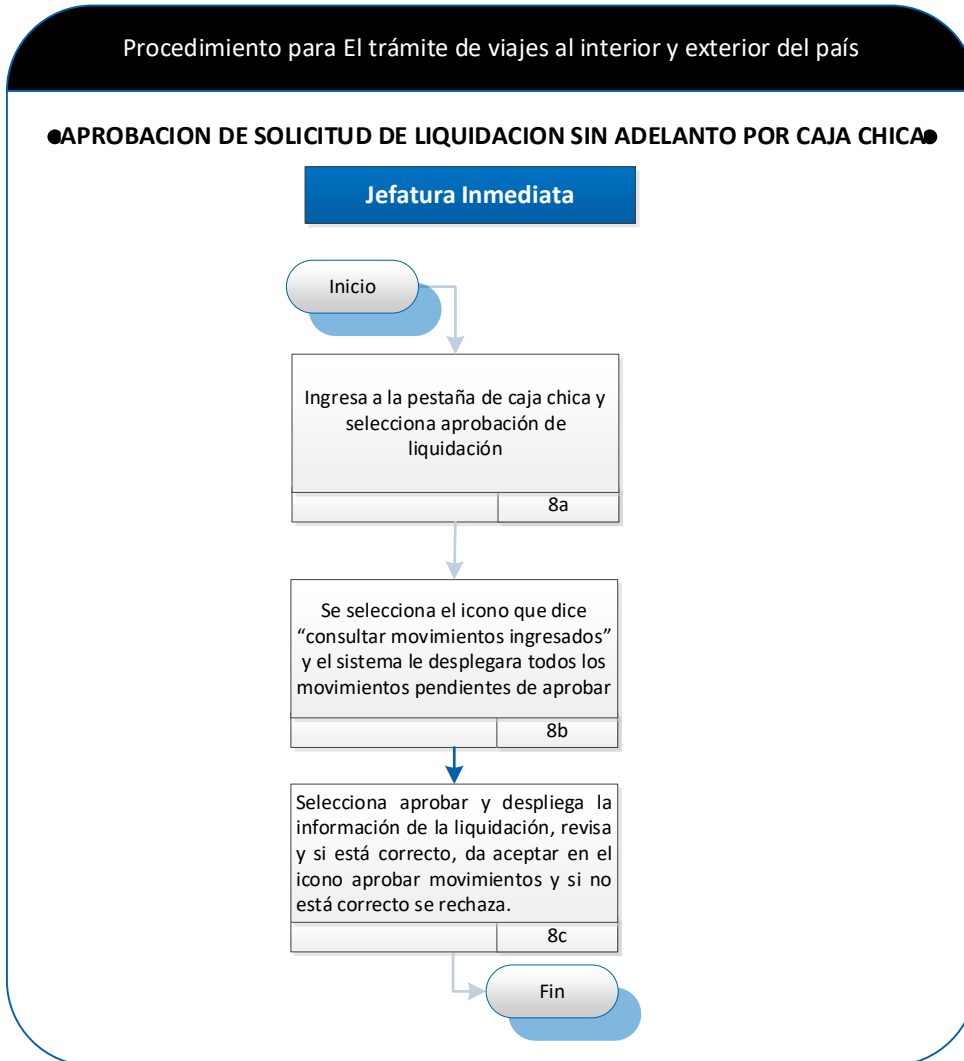 Procedimiento para El trámite de viajes al interior y exterior del país
●APROBACION DE SOLICITUD DE LIQUIDACION SIN ADELANTO POR CAJA CHICA●
Jefatura Inmediata
Inicio
Ingresa a la pestaña de caja chica y
selecciona aprobación de
liquidación
8a
Se selecciona el icono que dice
“consultar movimientos ingresados”
y el sistema le desplegara todos los
movimientos pendientes de aprobar
8b
Selecciona aprobar y despliega la
información de la liquidación, revisa
y si está correcto, da aceptar en el
icono aprobar movimientos y si no
está correcto se rechaza.
8c
Fin